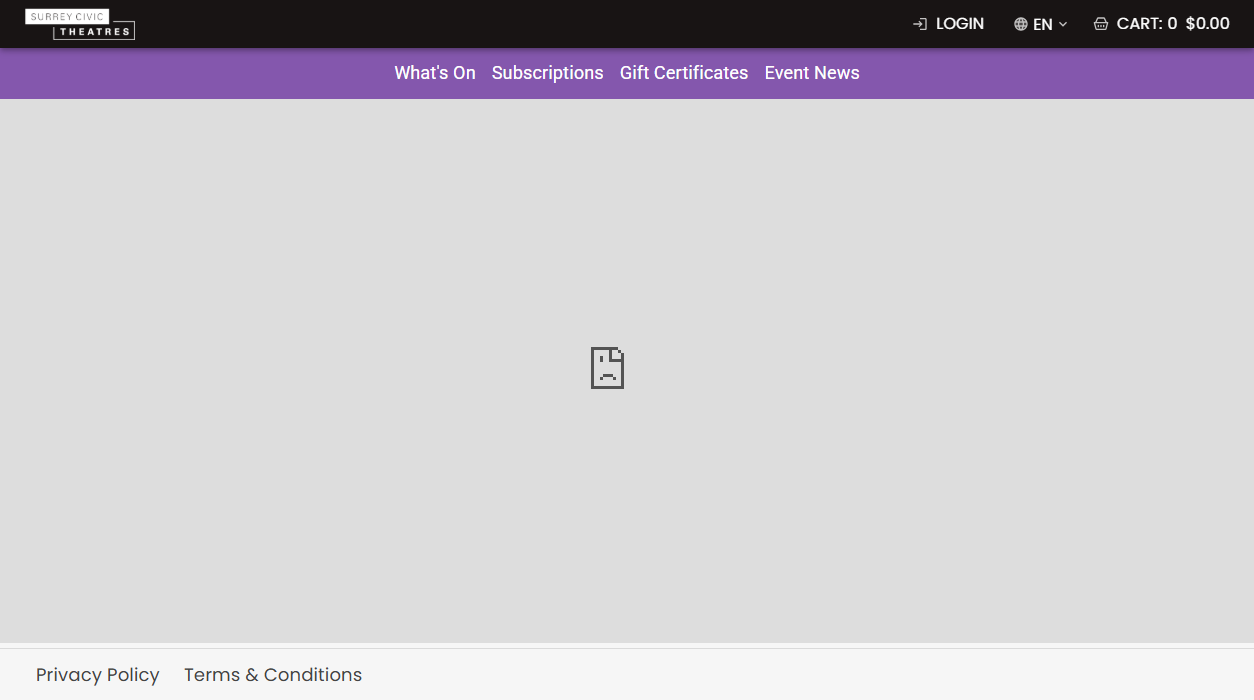 SURREY CIVIC
THEATRES
LOGIN
EN
CART: 0 $0.00
What's On Subscriptions Gift Certificates Event News
Privacy Policy Terms & Conditions